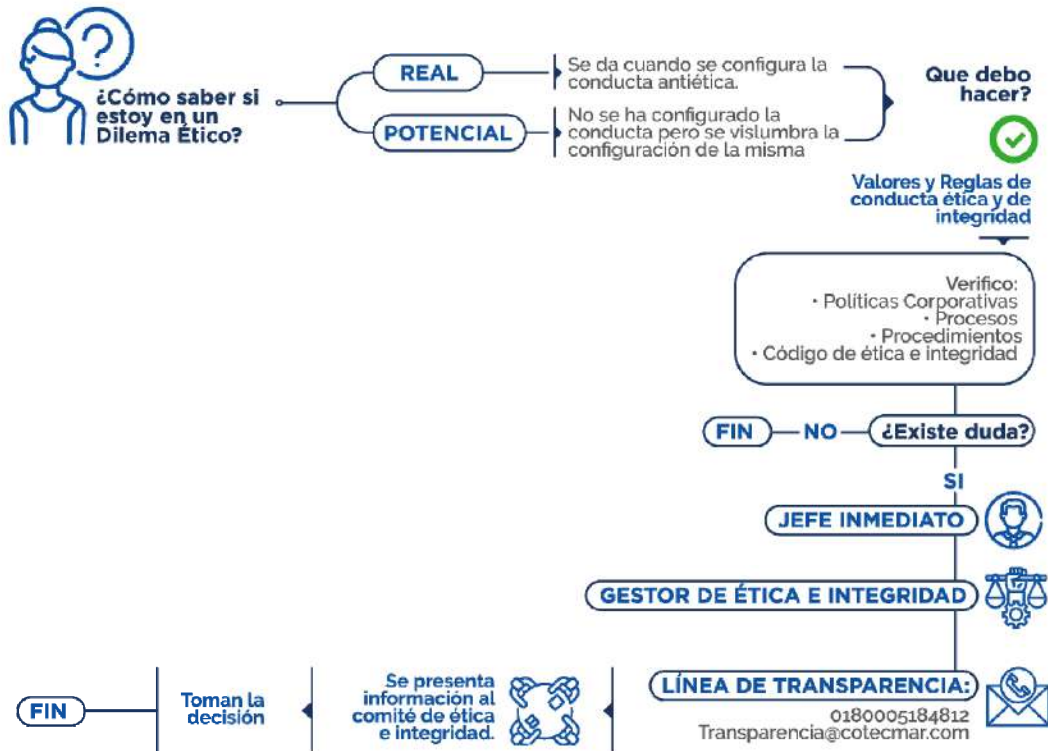 ¿Cómo saber si
estoy en un
Dilema Ético?
REAL
Se da cuando se configura la
conducta antiética.
POTENCIAL
No se ha configurado la
conducta pero se vislumbra la
configuración de la misma
Que debo
hacer?
Valores y Reglas de
conducta ética y de
integridad
Verifico:
• Políticas Corporativas
• Procesos
• Procedimientos
• Código de ética e integridad
¿Existe duda?
NO
FIN
SI
JEFE INMEDIATO
GESTOR DE ÉTICA E INTEGRIDAD
LÍNEA DE TRANSPARENCIA:
0180005184812
Transparencia@cotecmar.com
Se presenta
información al
comité de ética
e integridad.
Toman la
decisión
FIN